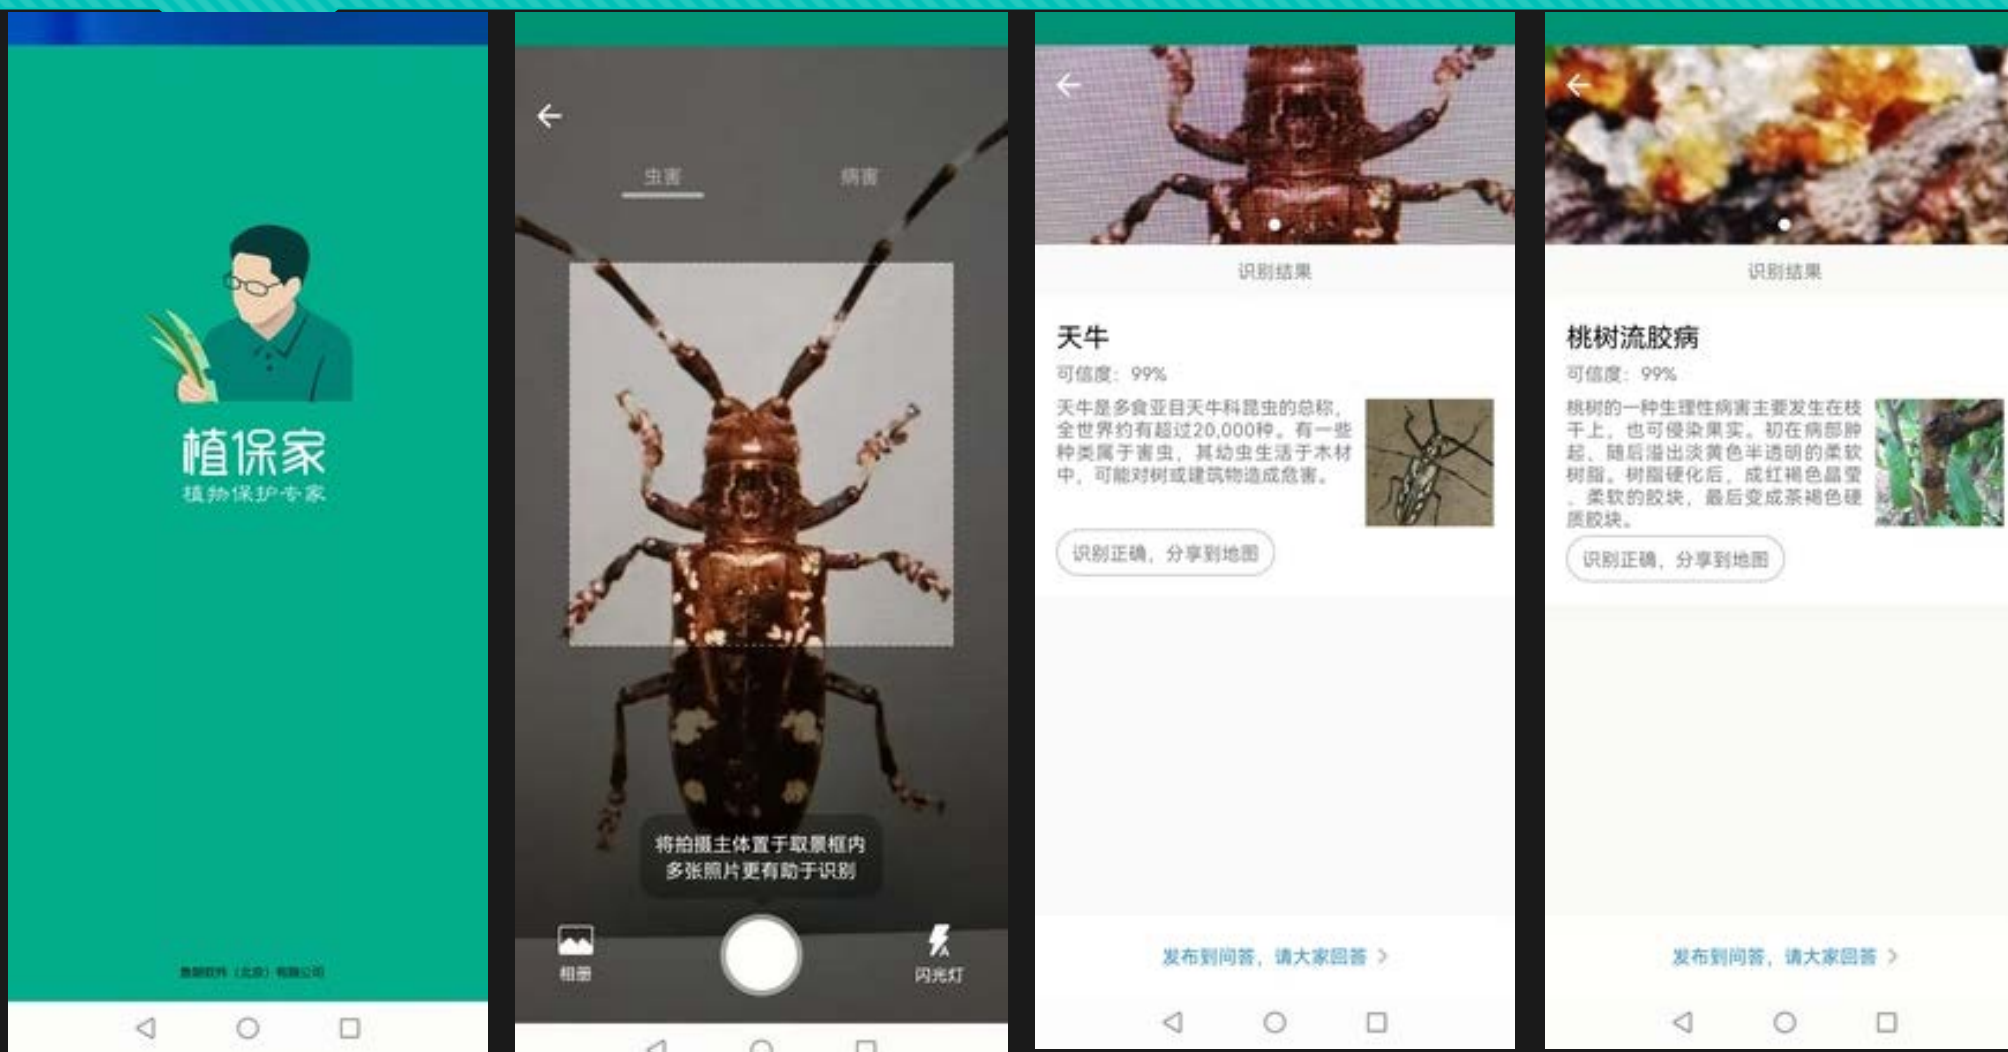 植保家
植物保护专家
虫害
病害
将拍摄主体置于取景框内
多张照片更有助于识别
相册
闪光灯
识别结果
天牛
可信度：99%
天牛是多食亚目天牛科昆虫的总称，
全世界约有超过20,000种。有一些
种类属于害虫，其幼虫生活于木材
中，可能对树或建筑物造成危害。
识别正确，分享到地图
发布到问答，请大家回答
识别结果
桃树流胶病
可信度：99%
桃树的一种生理性病害主要发生在枝
干上，也可侵染果实。初在病部肿
起、随后溢出淡黄色半透明的柔软
树脂。树脂硬化后，成红褐色晶莹
、柔软的胶块，最后变成茶褐色硬
质胶块。
识别正确，分享到地图
发布到问答，请大家回答